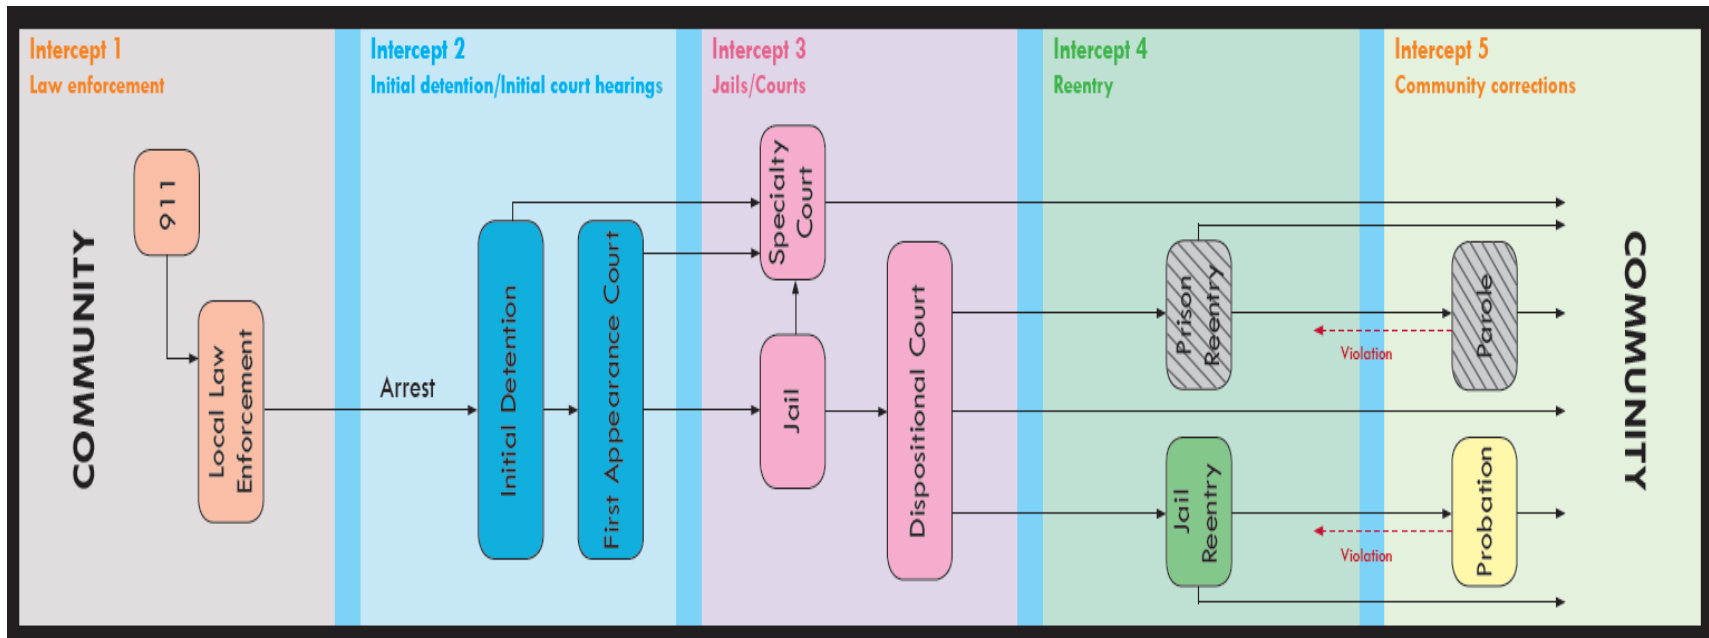 Intercept 1
Law enforcement
Intercept 2
Initial detention/Initial court hearings
Intercept 3
Jails/Courts
Intercept 4
Reentry
Intercept 5
Community corrections
COMMUNITY
911
Local Law
Enforcement
Arrest
Initial Detention
First Appearance Court
Specialty
Court
Jail
Dispositional Court
Prison
Reentry
Jail
Reentry
Violation
Violation
Parole
Probation
COMMUNITY